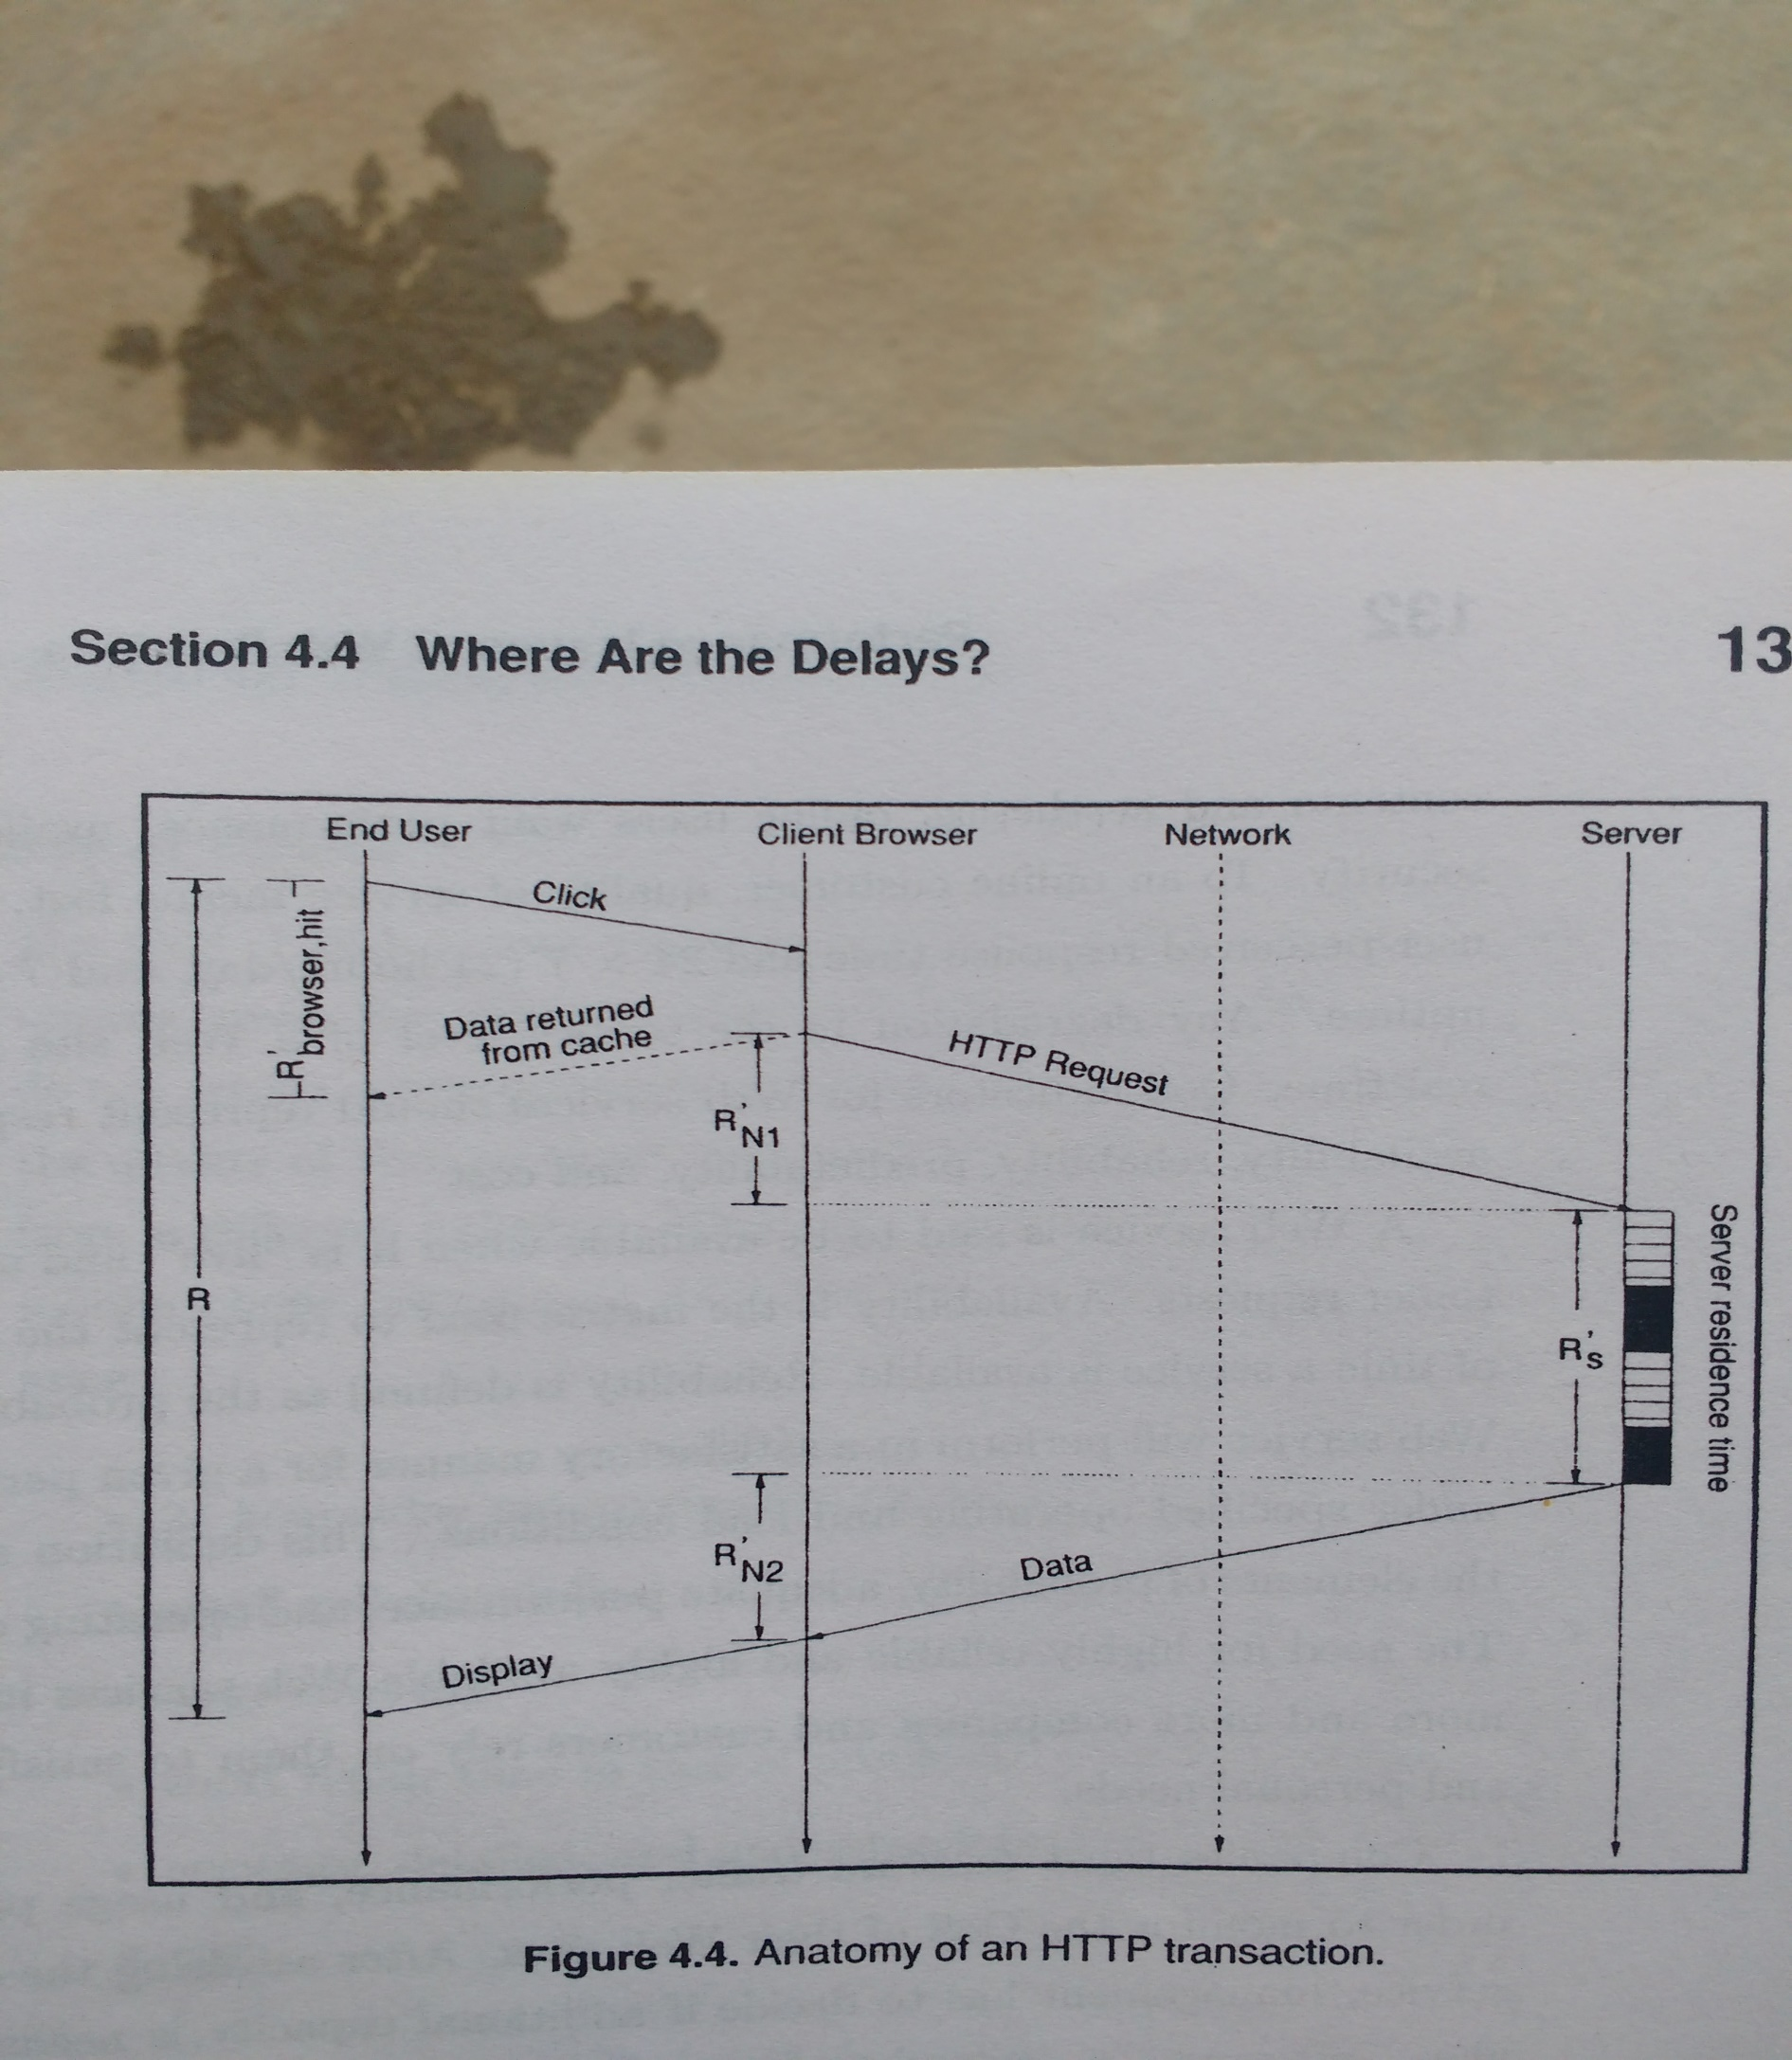 Section 4.4 Where Are the Delays?
13
End User
Client Browser
Network
Server
Click
R'browser,hit
Data returned
from cache
HTTP Request
R'N1
R
R's
Server residence time
R'N2
Data
Display
Figure 4.4. Anatomy of an HTTP transaction.